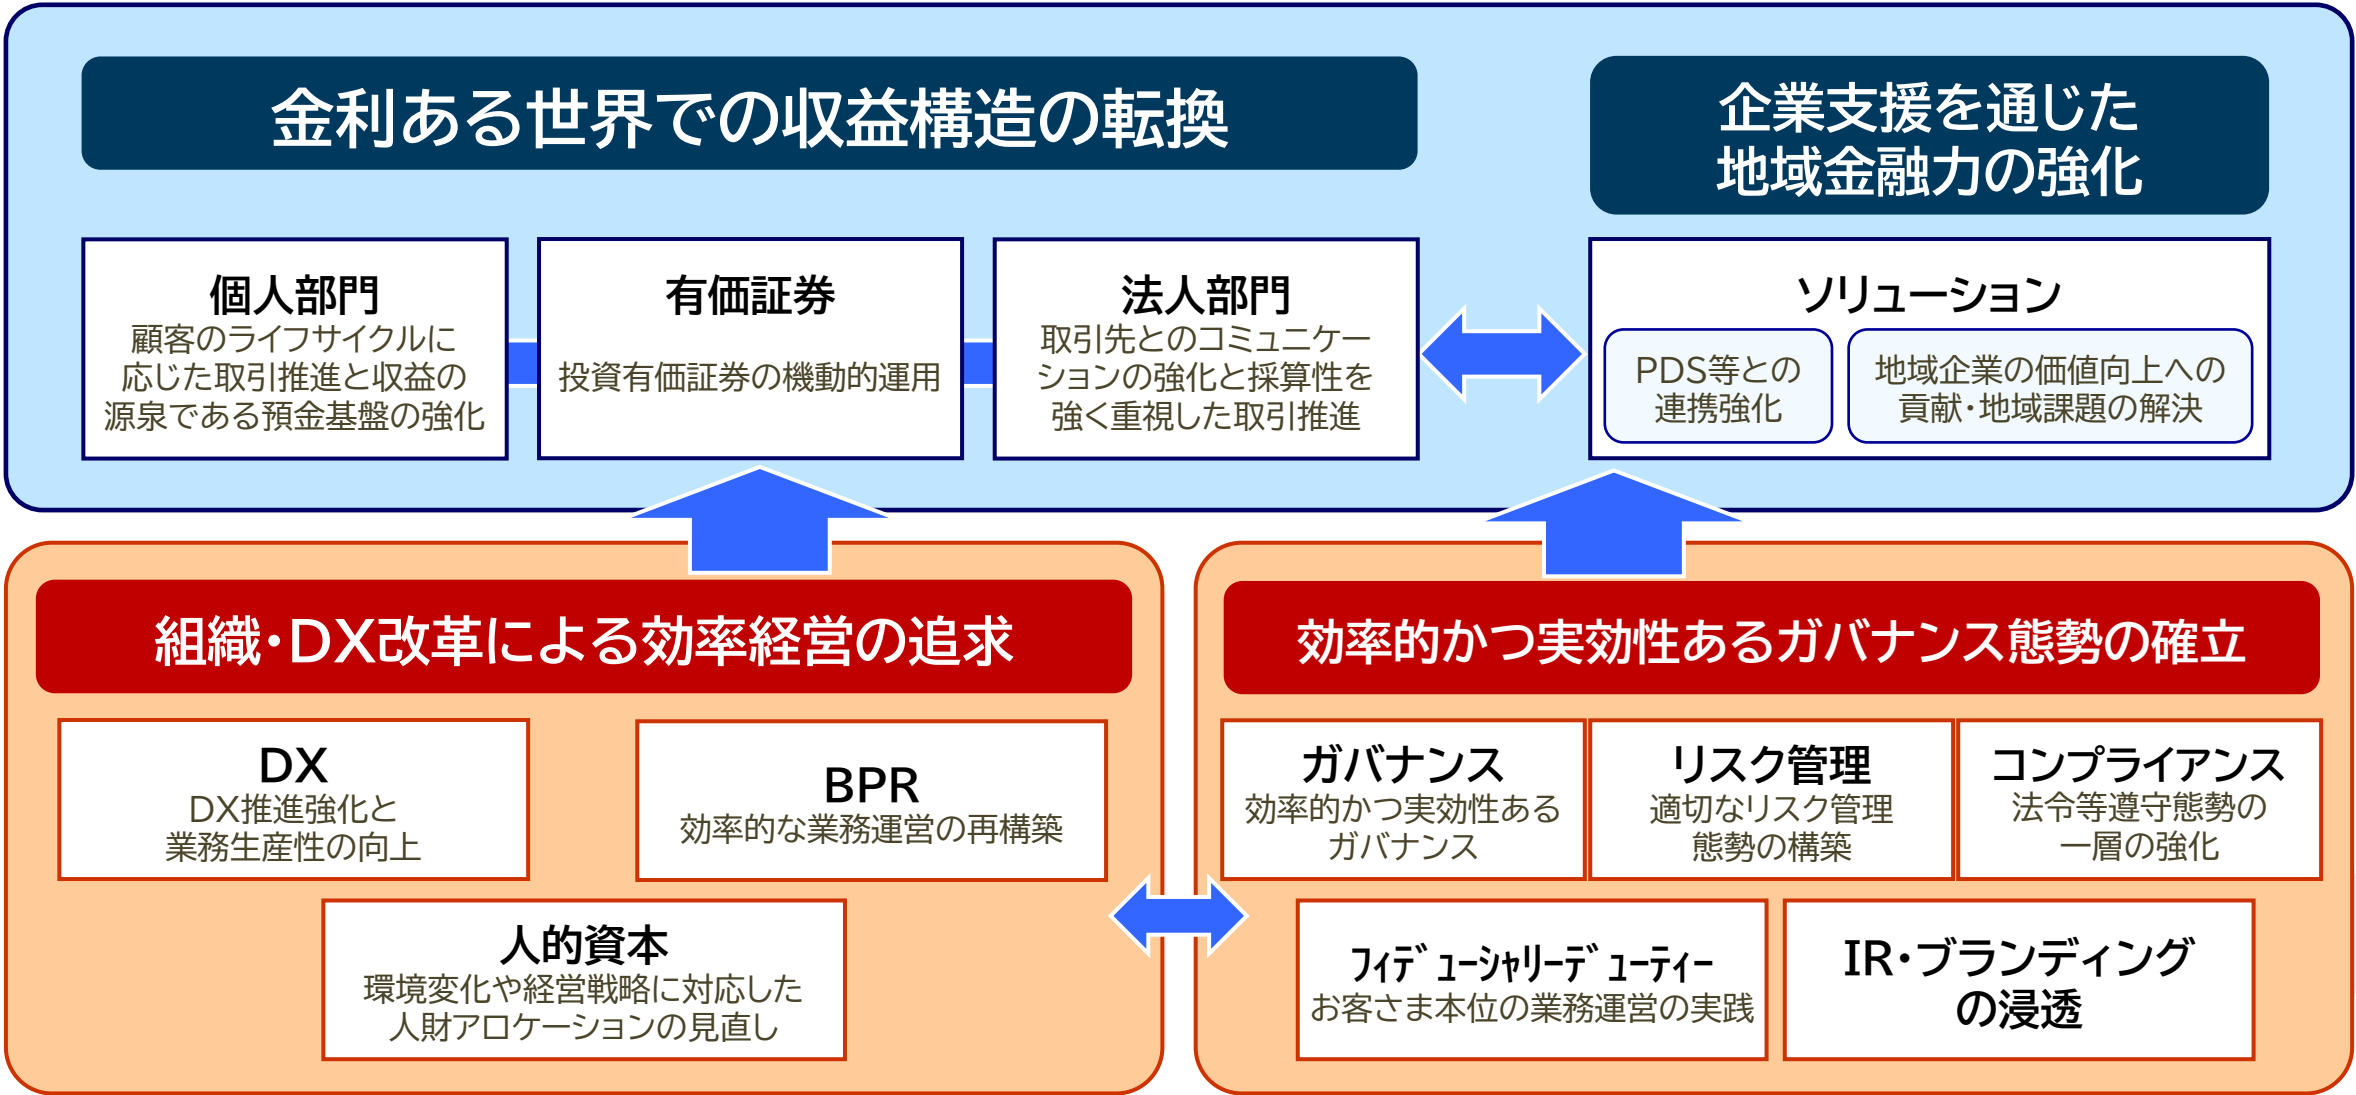 金利ある世界での収益構造の転換
企業支援を通じた
地域金融力の強化
個人部門
顧客のライフサイクルに
応じた取引推進と収益の
源泉である預金基盤の強化
有価証券
投資有価証券の機動的運用
法人部門
取引先とのコミュニケー
ションの強化と採算性を
強く重視した取引推進
ソリューション
PDS等との
連携強化
地域企業の価値向上への
貢献・地域課題の解決
組織・DX改革による効率経営の追求
DX
DX推進強化と
業務生産性の向上
BPR
効率的な業務運営の再構築
人的資本
環境変化や経営戦略に対応した
人財アロケーションの見直し
効率的かつ実効性あるガバナンス態勢の確立
ガバナンス
効率的かつ実効性ある
ガバナンス
リスク管理
適切なリスク管理
態勢の構築
コンプライアンス
法令等遵守態勢の
一層の強化
ﾌｨﾃﾞｭｰｼｬﾘｰﾃﾞｭｰﾃｨｰ
お客さま本位の業務運営の実践
IR・ブランディング
の浸透